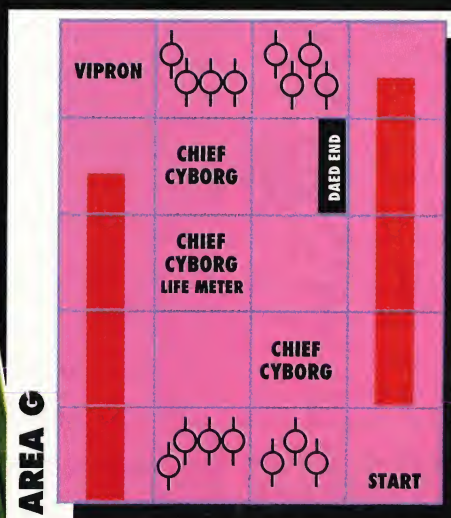 VIPRON
CHIEF
CYBORG
DAED END
CHIEF
CYBORG
LIFE METER
CHIEF
CYBORG
START
AREA G